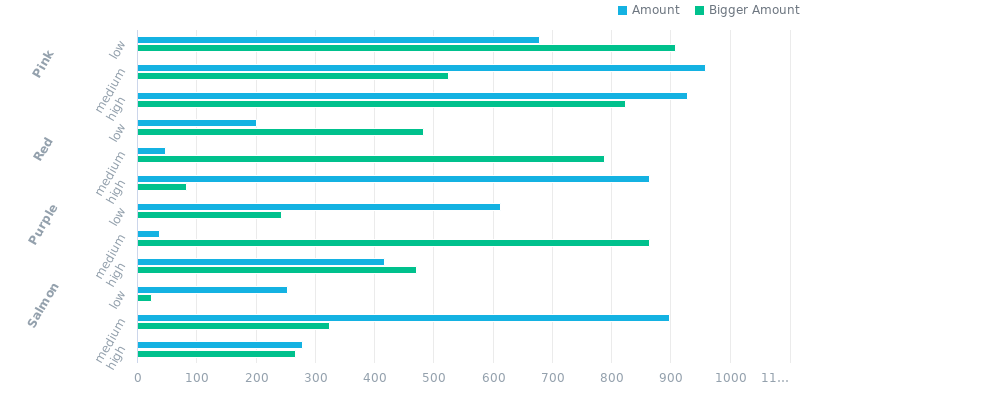 Amount Bigger Amount
Pink
low
medium
high
Red
low
medium
high
Purple
low
medium
high
Salmon
low
medium
high
0 100 200 300 400 500 600 700 800 900 1000 11...